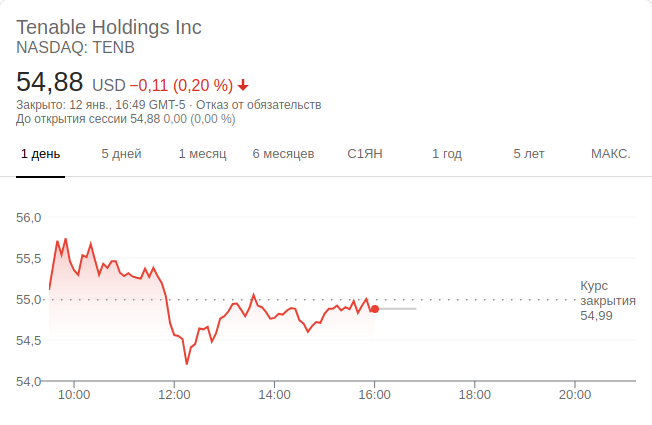 Tenable Holdings Inc
NASDAQ: TENB
54,88 USD −0,11 (0,20 %)
Закрыто: 12 янв., 16:49 GMT-5 · Отказ от обязательств
До открытия сессии 54,88 0,00 (0,00 %)
1 день 5 дней 1 месяц 6 месяцев С1ЯН 1 год 5 лет МАКС.
56,0
55,5
55,0
54,5
54,0
Курс
закрытия
54,99
10:00 12:00 14:00 16:00 18:00 20:00